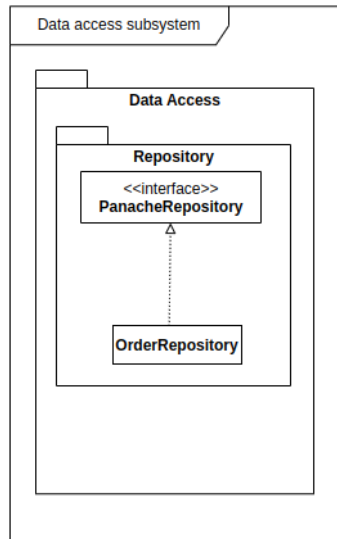 Data access subsystem
Data Access
Repository
<<interface>>
PanacheRepository
OrderRepository